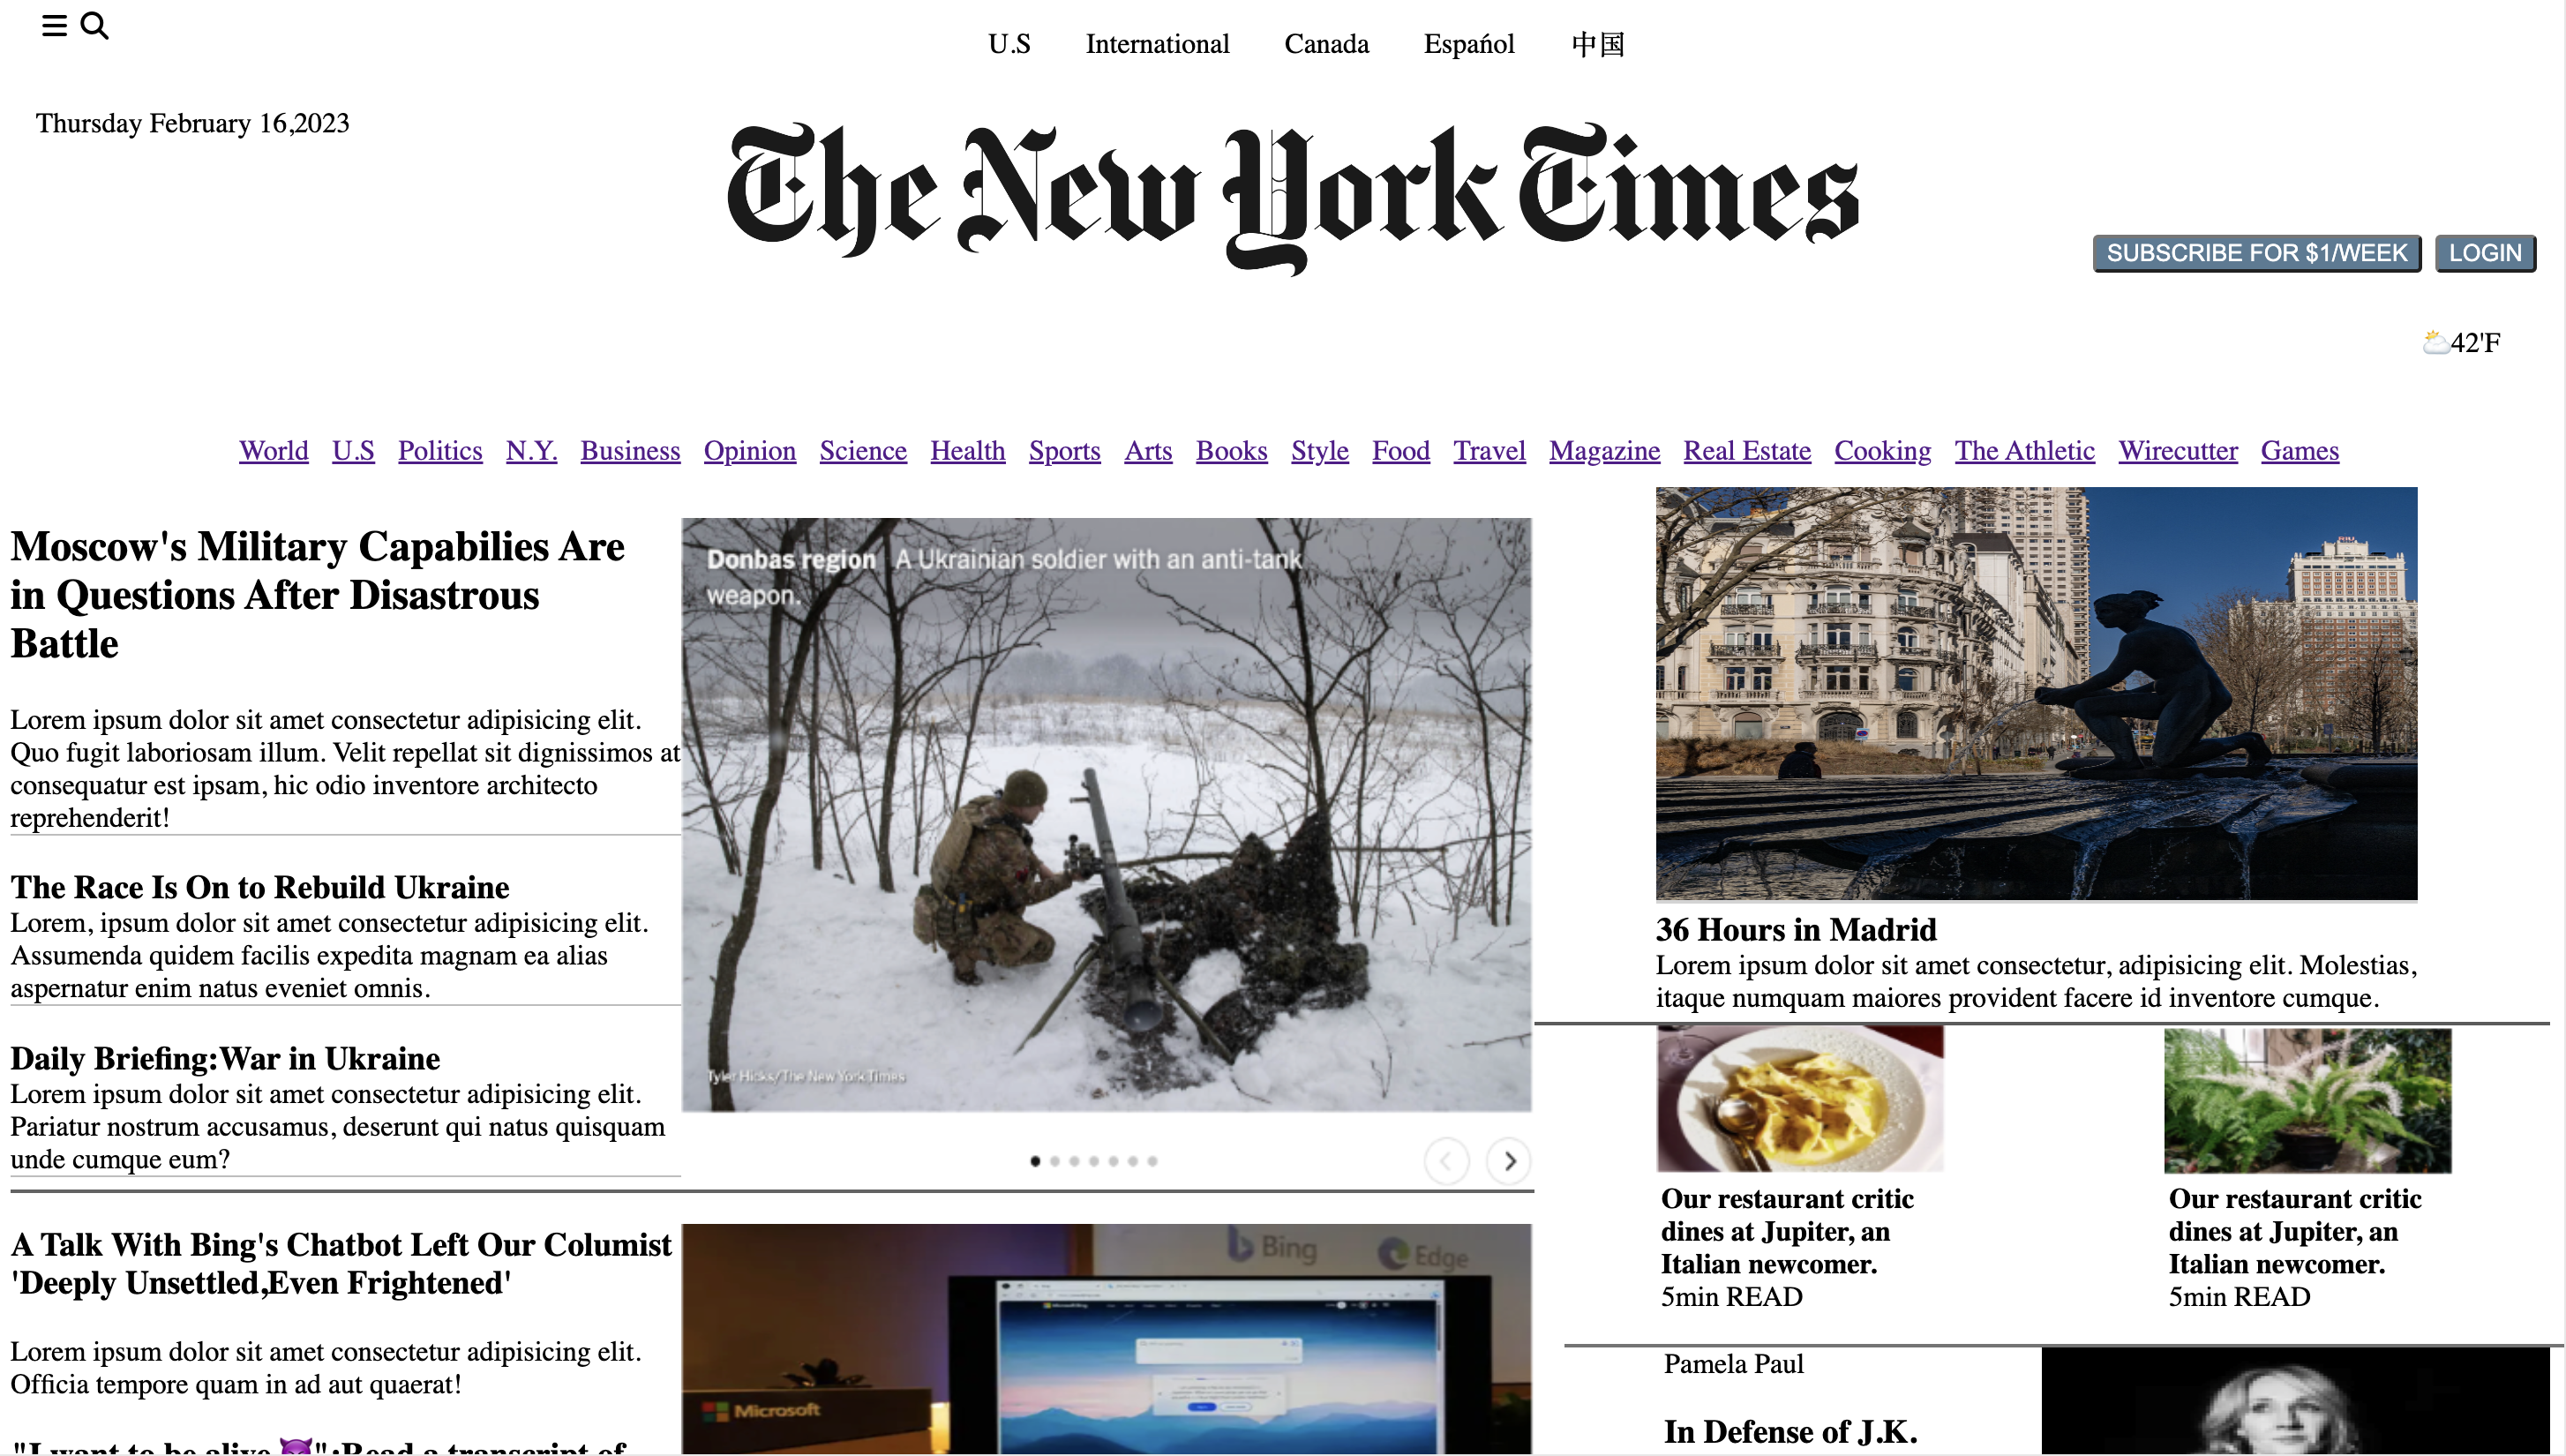 U.S International Canada Español 中国
Thursday February 16,2023
The New York Times
SUBSCRIBE FOR $1/WEEK LOGIN
42'F
World U.S Politics N.Y. Business Opinion Science Health Sports Arts Books Style Food Travel Magazine Real Estate Cooking The Athletic Wirecutter Games
Moscow's Military Capabilies Are
in Questions After Disastrous
Battle
Lorem ipsum dolor sit amet consectetur adipisicing elit.
Quo fugit laboriosam illum. Velit repellat sit dignissimos at
consequatur est ipsam, hic odio inventore architecto
reprehenderit!
The Race Is On to Rebuild Ukraine
Lorem, ipsum dolor sit amet consectetur adipisicing elit.
Assumenda quidem facilis expedita magnam ea alias
aspernatur enim natus eveniet omnis.
Daily Briefing:War in Ukraine
Lorem ipsum dolor sit amet consectetur adipisicing elit.
Pariatur nostrum accusamus, deserunt qui natus quisquam
unde cumque eum?
Donbas region A Ukrainian soldier with an anti-tank
weapon.
Tyler Hicks/The New York Times
36 Hours in Madrid
Lorem ipsum dolor sit amet consectetur, adipisicing elit. Molestias,
itaque numquam maiores provident facere id inventore cumque.
Our restaurant critic
dines at Jupiter, an
Italian newcomer.
5min READ
Our restaurant critic
dines at Jupiter, an
Italian newcomer.
5min READ
A Talk With Bing's Chatbot Left Our Columist
'Deeply Unsettled,Even Frightened'
Lorem ipsum dolor sit amet consectetur adipisicing elit.
Officia tempore quam in ad aut quaerat!
"I want to be alive 😈":Read a transcript of
Bing Edge
Microsoft
Pamela Paul
In Defense of J.K.